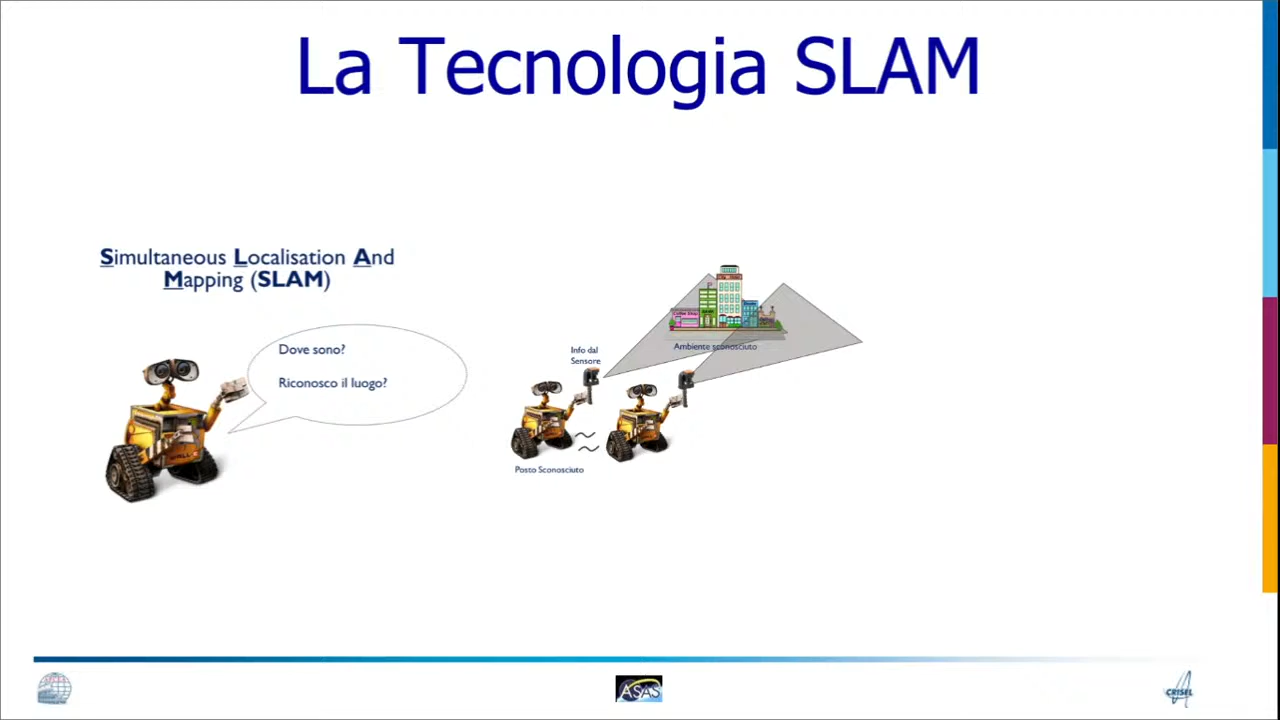 La Tecnologia SLAM
Simultaneous Localisation And
Mapping (SLAM)
Dove sono?
Riconosco il luogo?
Info dal
Sensore
Ambiente sconosciuto
Posto Sconosciuto
ASAS
CRISEL